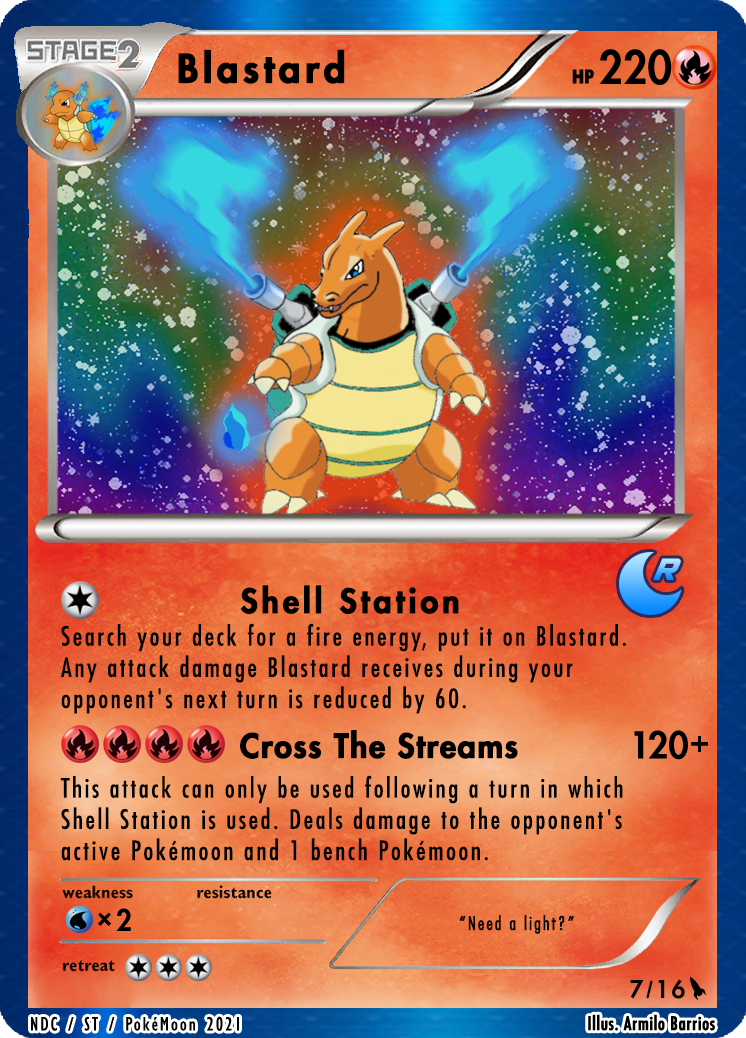 STAGE2
Blastard
HP 220
R
Shell Station
Search your deck for a fire energy, put it on Blastard.
Any attack damage Blastard receives during your
opponent's next turn is reduced by 60.
Cross The Streams 120+
This attack can only be used following a turn in which
Shell Station is used. Deals damage to the opponent's
active Pokémoon and 1 bench Pokémoon.
weakness resistance
×2
"Need a light?"
retreat
7/16
NDC / ST / PokéMoon 2021
Illus. Armilo Barrios